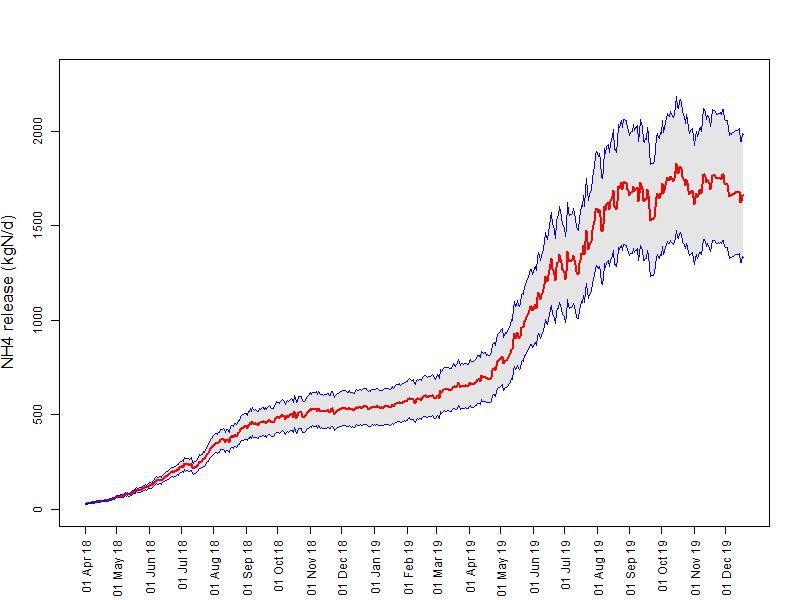 NH4 release (kgN/d)
2000
1500
1000
500
0
01 Apr 18
01 May 18
01 Jun 18
01 Jul 18
01 Aug 18
01 Sep 18
01 Oct 18
01 Nov 18
01 Dec 18
01 Jan 19
01 Feb 19
01 Mar 19
01 Apr 19
01 May 19
01 Jun 19
01 Jul 19
01 Aug 19
01 Sep 19
01 Oct 19
01 Nov 19
01 Dec 19